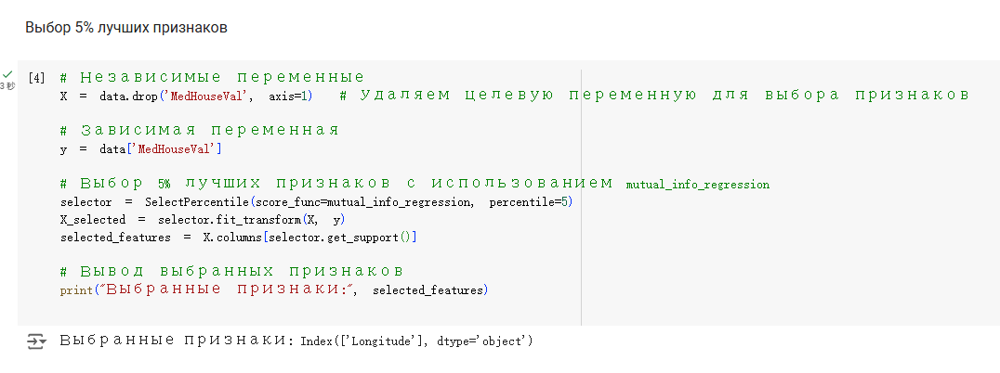 Выбор 5% лучших признаков
[4] # Независимые переменные
3 秒 X = data.drop('MedHouseVal', axis=1) # Удаляем целевую переменную для выбора признаков
# Зависимая переменная
y = data['MedHouseVal']
# Выбор 5% лучших признаков с использованием mutual_info_regression
selector = SelectPercentile(score_func=mutual_info_regression, percentile=5)
X_selected = selector.fit_transform(X, y)
selected_features = X.columns[selector.get_support()]
# Вывод выбранных признаков
print("Выбранные признаки:", selected_features)
Выбранные признаки: Index(['Longitude'], dtype='object')